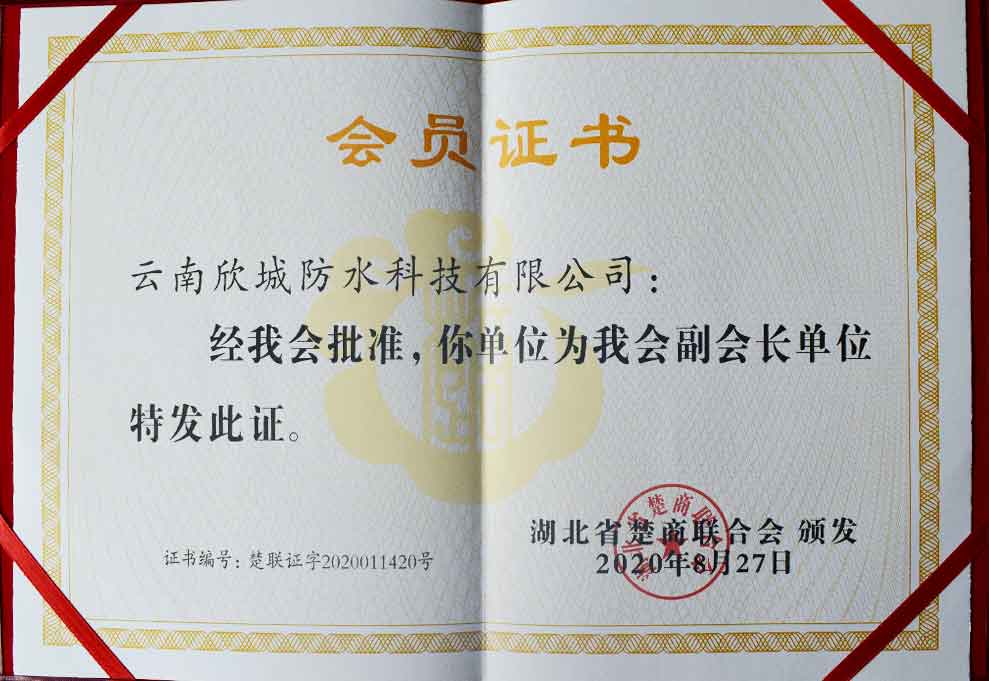 会员证书
云南欣城防水科技有限公司：
经我会批准，你单位为我会副会长单位
特发此证。
湖北省楚商联合会 颁发
2020年8月27日
证书编号：楚联证字2020011420号